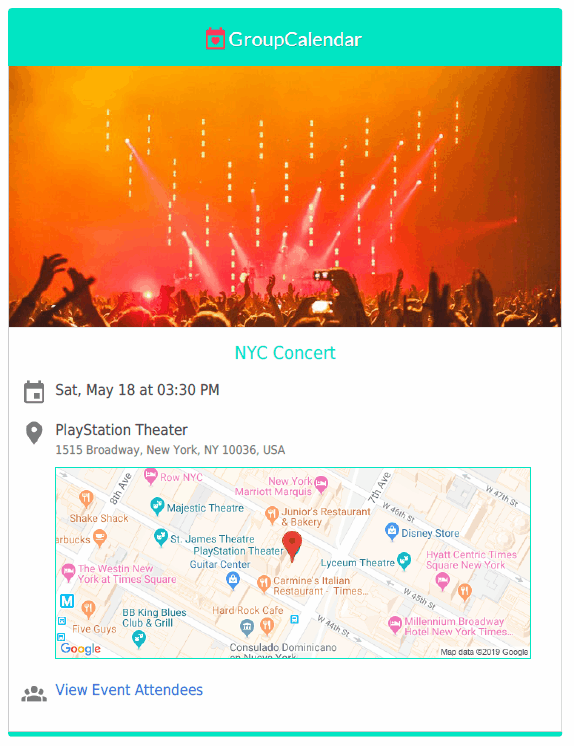 GroupCalendar
NYC Concert
Sat, May 18 at 03:30 PM
PlayStation Theater
1515 Broadway, New York, NY 10036, USA
Row NYC
8th Ave
New York
Marriott Marquis
7th Ave
W 47th St
Shake Shack
Majestic Theatre
Junior's Restaurant
& Bakery
W 46th St
arbucks
St. James Theatre
PlayStation Theater
Guitar Center
Disney Store
Lyceum Theatre
Hyatt Centric Times
Square New York
The Westin New
York at Times Square
Carmine's Italian
Restaurant - Times...
M
Five Guys
BB King Blues
Club & Grill
Hard Rock Cafe
W 45th St
W 44th St
Millennium Broadway
Hotel New York Times...
Consulado Dominicano
en Nueva York
Google
Map data ©2019 Google
View Event Attendees